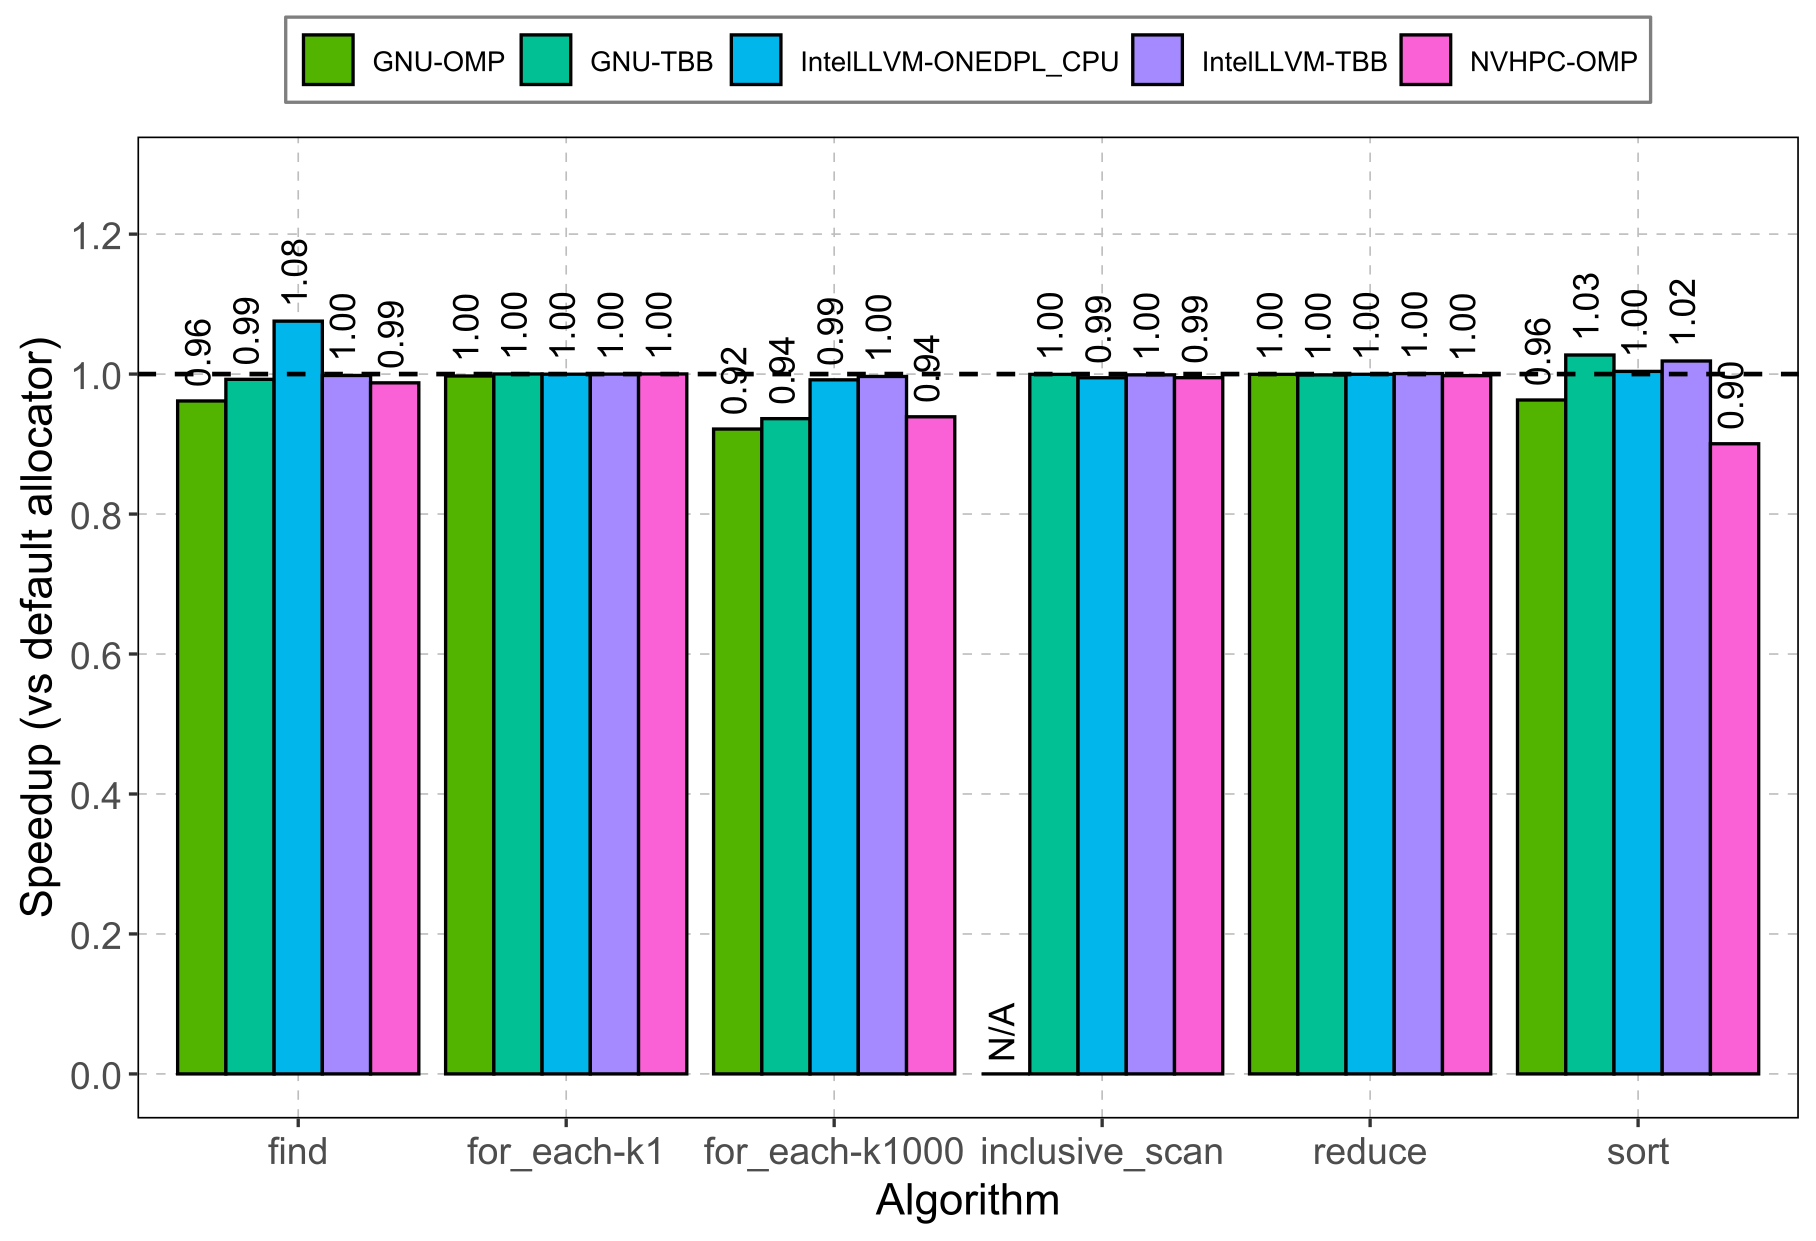 GNU-OMP GNU-TBB IntelLLVM-ONEDPL_CPU IntelLLVM-TBB NVHPC-OMP
Speedup (vs default allocator)
1.2
1.0
0.8
0.6
0.4
0.2
0.0
0.96 0.99 1.08 1.00 0.99
1.00 1.00 1.00 1.00 1.00
0.92 0.94 0.99 1.00 0.94
N/A 1.00 0.99 1.00 0.99
1.00 1.00 1.00 1.00 1.00
0.96 1.03 1.00 1.02 0.90
find for_each-k1 for_each-k1000 inclusive_scan reduce sort
Algorithm